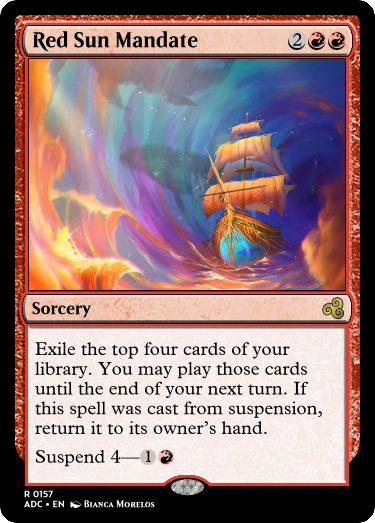 Red Sun Mandate 2
Sorcery
Exile the top four cards of your
library. You may play those cards
until the end of your next turn. If
this spell was cast from suspension,
return it to its owner’s hand.
Suspend 4—1
R 0157
ADC • EN Bianca Morelos